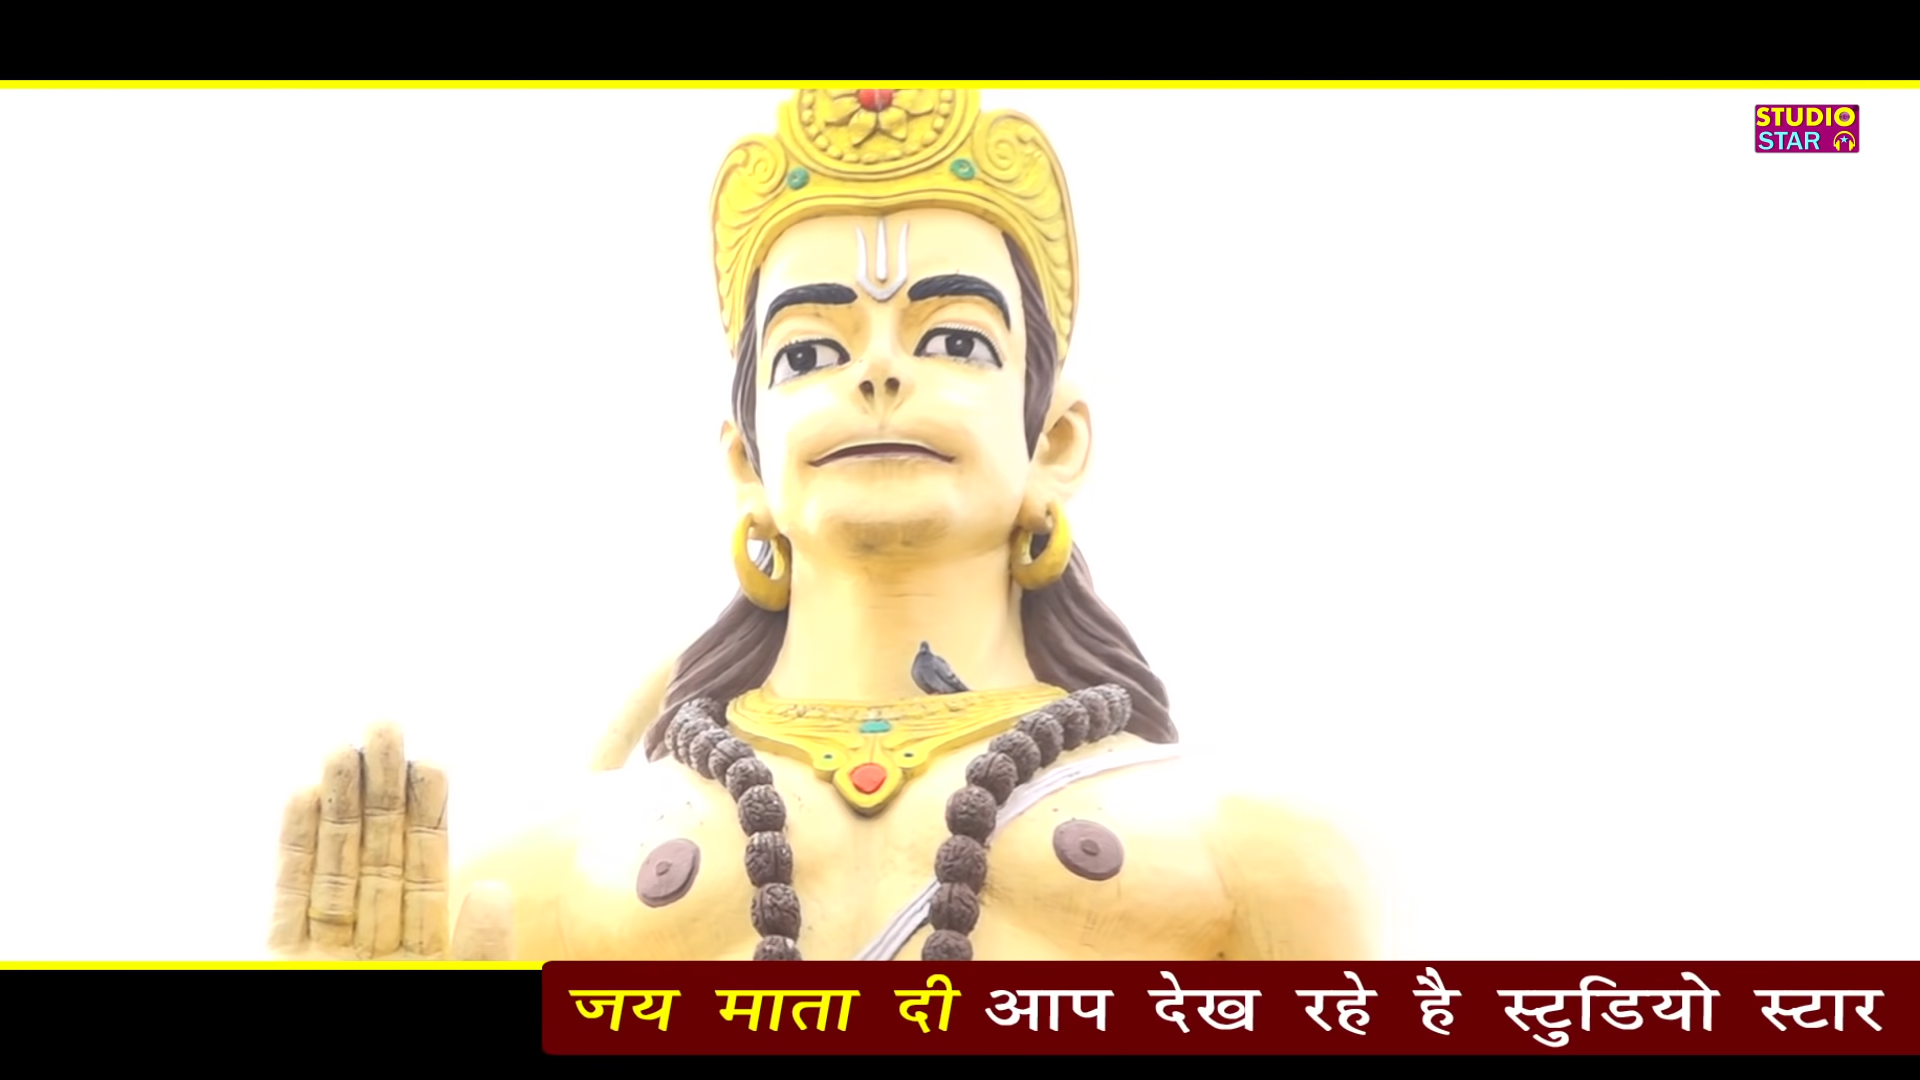 STUDIO
STAR
जय माता दी आप देख रहे है स्टुडियो स्टार